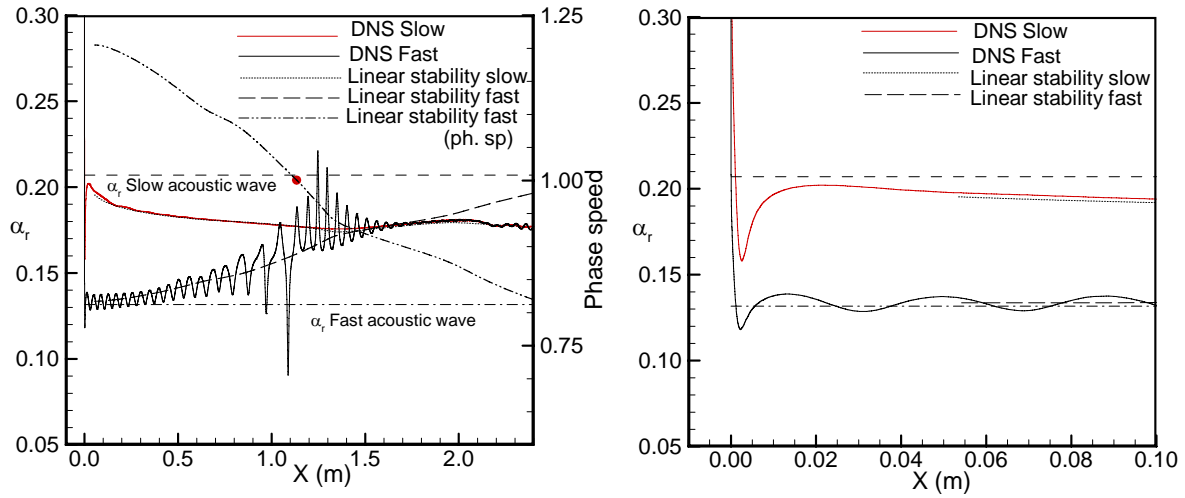 0.30
0.25
0.20
0.15
0.10
0.05
αr
0.0
0.5
1.0
1.5
2.0
X (m)
1.25
1.00
0.75
Phase speed
DNS Slow
DNS Fast
Linear stability slow
Linear stability fast
Linear stability fast
(ph. sp)
αr Slow acoustic wave
αr Fast acoustic wave
0.30
0.25
0.20
0.15
0.10
0.05
αr
0.00
0.02
0.04
0.06
0.08
0.10
X (m)
DNS Slow
DNS Fast
Linear stability slow
Linear stability fast